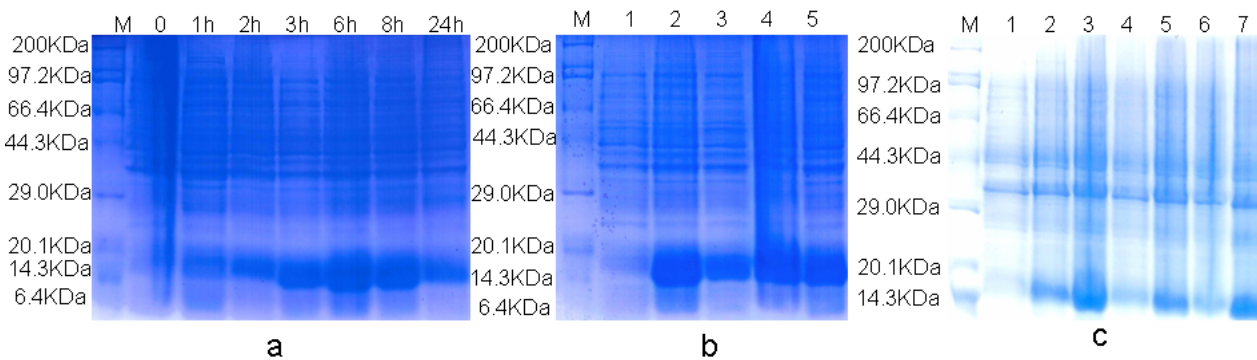 M 0 1h 2h 3h 6h 8h 24h
200KDa
97.2KDa
66.4KDa
44.3KDa
29.0KDa
20.1KDa
14.3KDa
6.4KDa
a
M 1 2 3 4 5
200KDa
97.2KDa
66.4KDa
44.3KDa
29.0KDa
20.1KDa
14.3KDa
6.4KDa
b
M 1 2 3 4 5 6 7
200KDa
97.2KDa
66.4KDa
44.3KDa
29.0KDa
20.1KDa
14.3KDa
c